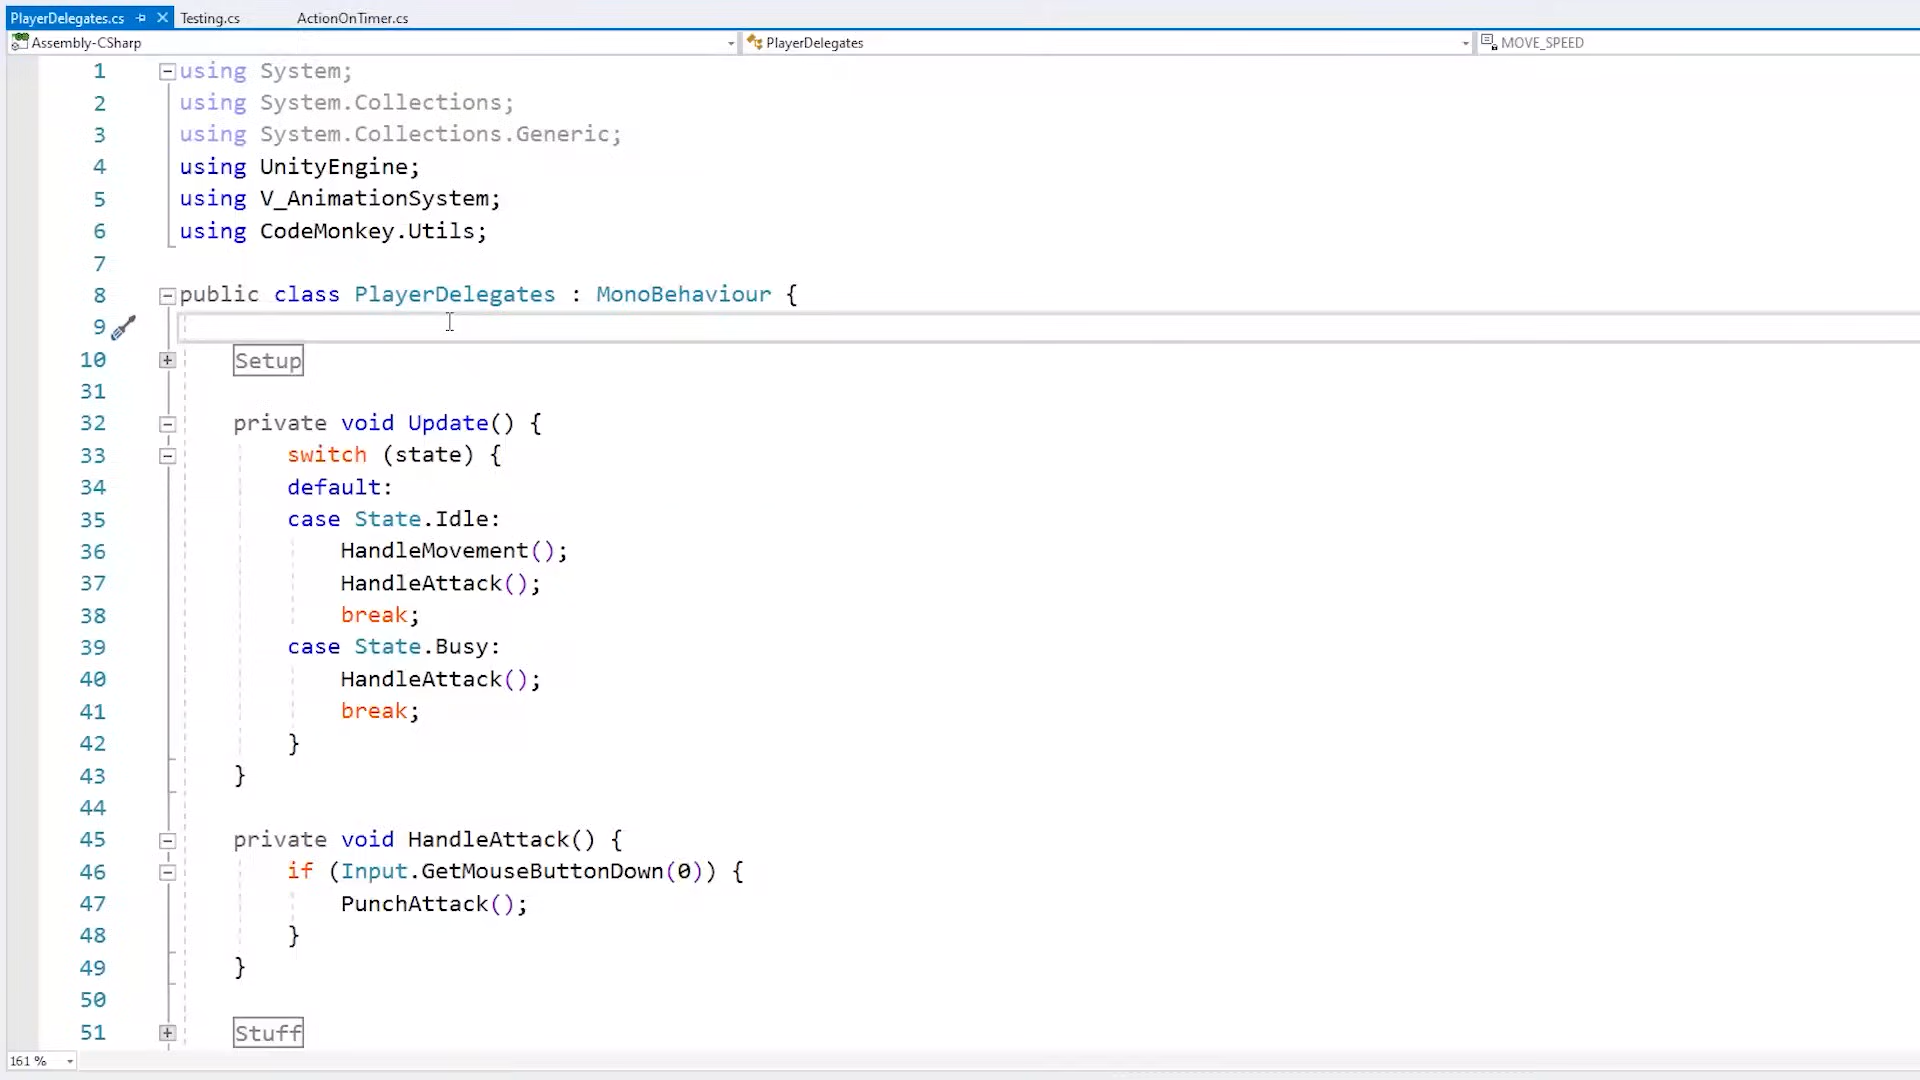 PlayerDelegates.cs Testing.cs ActionOnTimer.cs
Assembly-CSharp PlayerDelegates MOVE_SPEED
1 using System;
2 using System.Collections;
3 using System.Collections.Generic;
4 using UnityEngine;
5 using V_AnimationSystem;
6 using CodeMonkey.Utils;
7
8 public class PlayerDelegates : MonoBehaviour {
9
10 Setup
31
32 private void Update() {
33 switch (state) {
34 default:
35 case State.Idle:
36 HandleMovement();
37 HandleAttack();
38 break;
39 case State.Busy:
40 HandleAttack();
41 break;
42 }
43 }
44
45 private void HandleAttack() {
46 if (Input.GetMouseButtonDown(0)) {
47 PunchAttack();
48 }
49 }
50
51 Stuff
161 %